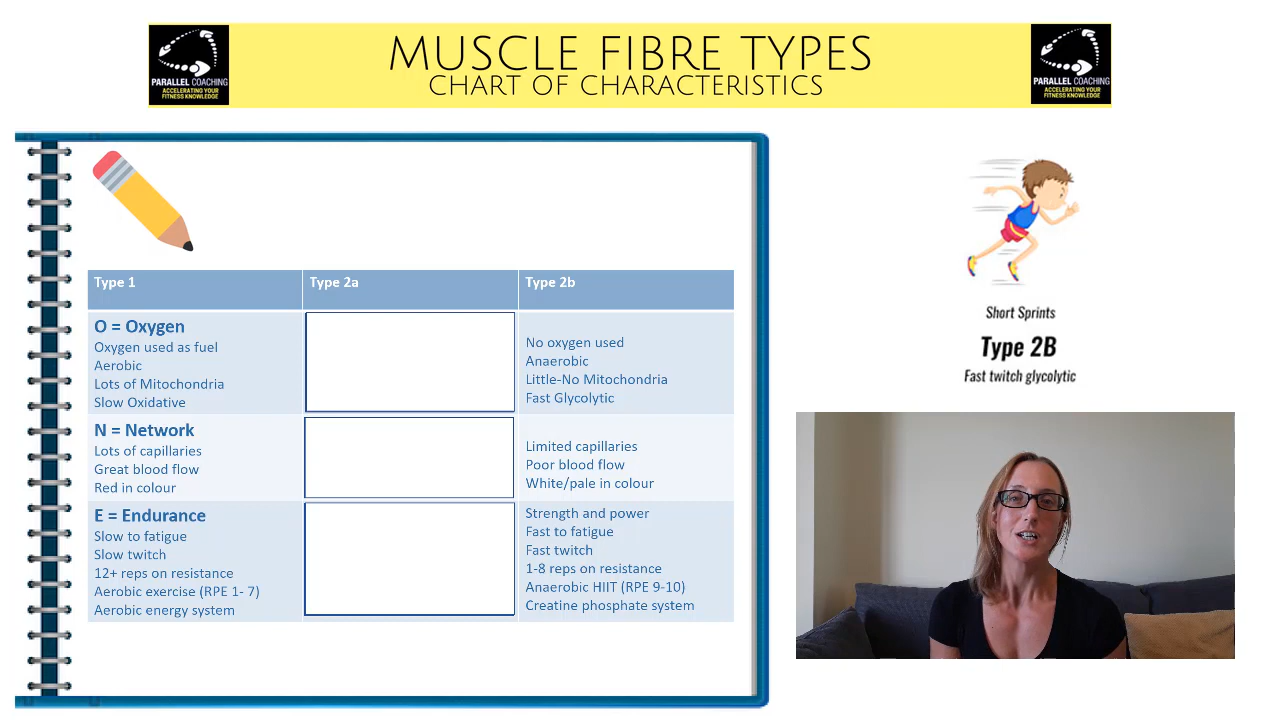 MUSCLE FIBRE TYPES
CHART OF CHARACTERISTICS
PARALLEL COACHING
ACCELERATING YOUR
FITNESS KNOWLEDGE
PARALLEL COACHING
ACCELERATING YOUR
FITNESS KNOWLEDGE
Type 1
Type 2a
Type 2b
O = Oxygen
Oxygen used as fuel
Aerobic
Lots of Mitochondria
Slow Oxidative
No oxygen used
Anaerobic
Little-No Mitochondria
Fast Glycolytic
N = Network
Lots of capillaries
Great blood flow
Red in colour
Limited capillaries
Poor blood flow
White/pale in colour
E = Endurance
Slow to fatigue
Slow twitch
12+ reps on resistance
Aerobic exercise (RPE 1- 7)
Aerobic energy system
Strength and power
Fast to fatigue
Fast twitch
1-8 reps on resistance
Anaerobic HIIT (RPE 9-10)
Creatine phosphate system
Short Sprints
Type 2B
Fast twitch glycolytic